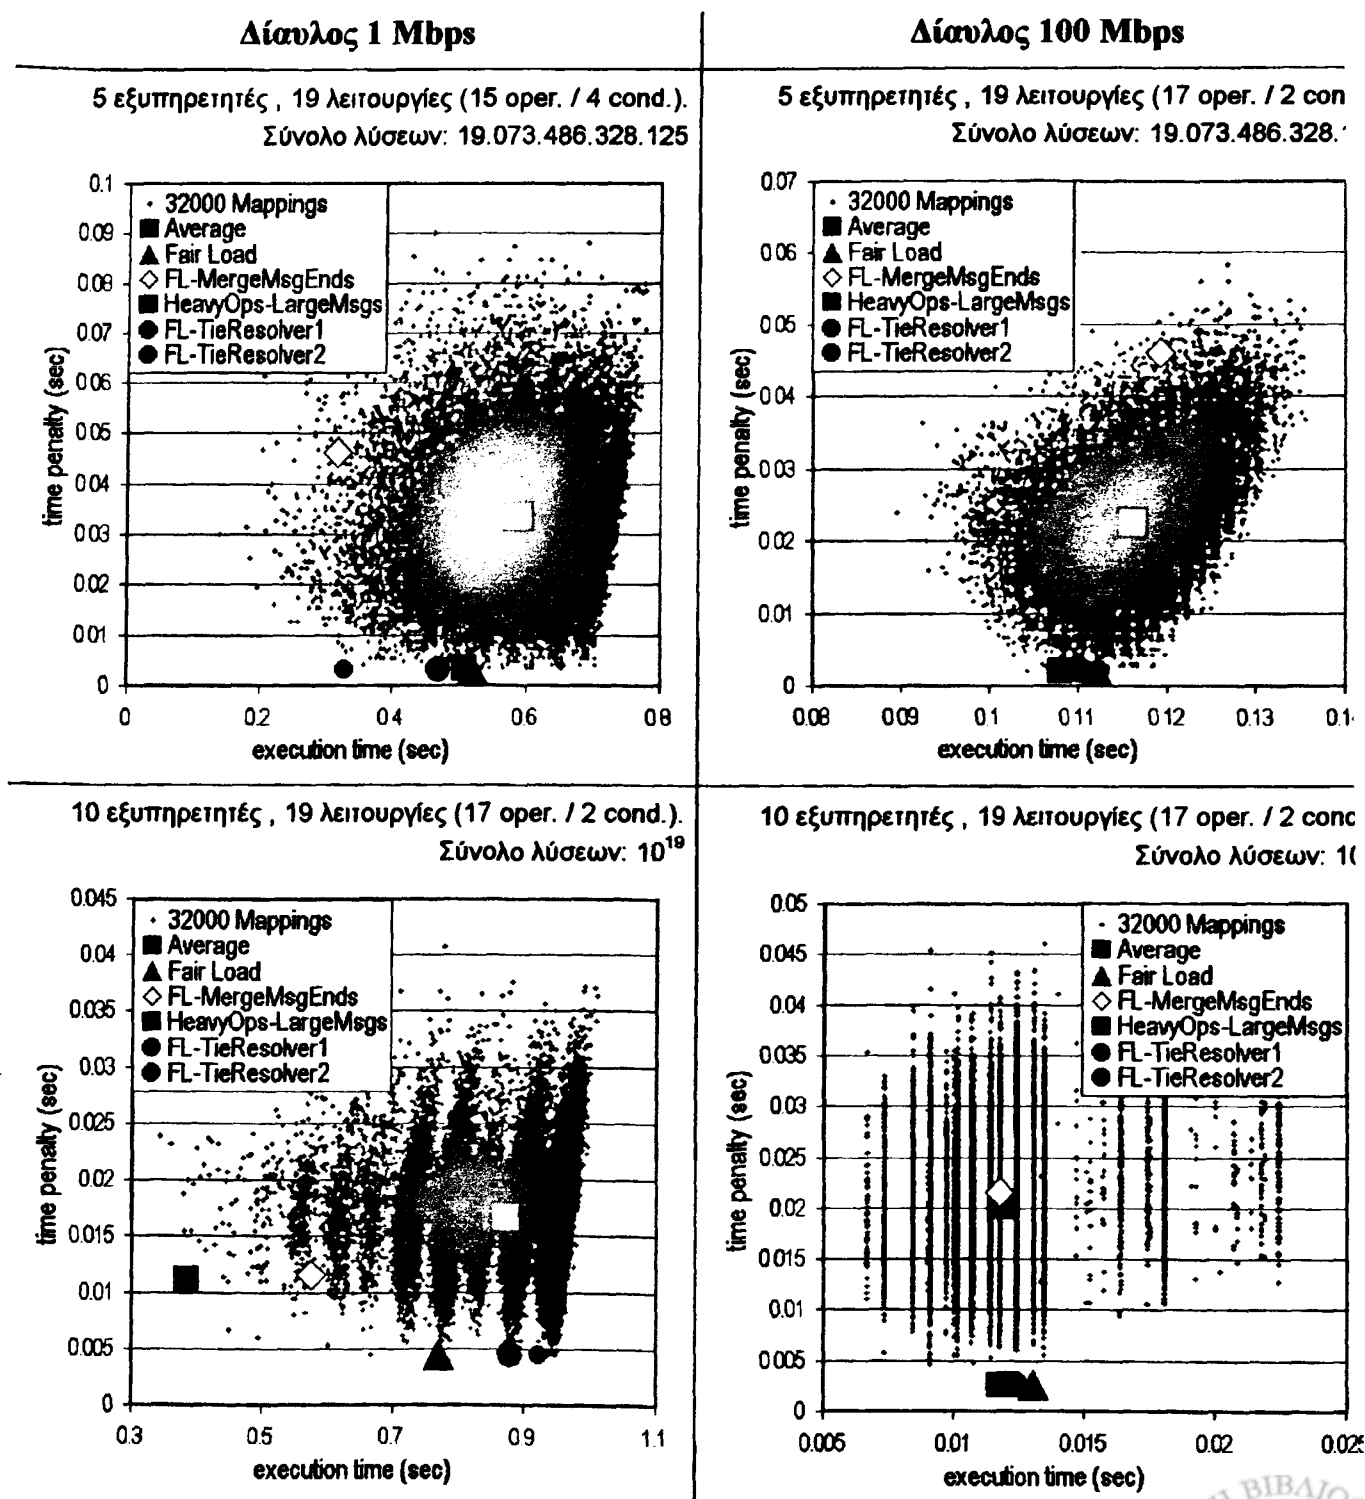 Δίαυλος 1 Mbps
Δίαυλος 100 Mbps
5 εξυπηρετητές , 19 λειτουργίες (15 oper. / 4 cond.).
Σύνολο λύσεων: 19.073.486.328.125
0.1
0.09
0.08
0.07
0.06
0.05
0.04
0.03
0.02
0.01
0
time penalty (sec)
32000 Mappings
Average
Fair Load
FL-MergeMsgEnds
HeavyOps-LargeMsgs
FL-TieResolver1
FL-TieResolver2
0 0.2 0.4 0.6 0.8
execution time (sec)
5 εξυπηρετητές , 19 λειτουργίες (17 oper. / 2 con
Σύνολο λύσεων: 19.073.486.328.
0.07
0.06
0.05
0.04
0.03
0.02
0.01
0
time penalty (sec)
32000 Mappings
Average
Fair Load
FL-MergeMsgEnds
HeavyOps-LargeMsgs
FL-TieResolver1
FL-TieResolver2
0.08 0.09 0.1 0.11 0.12 0.13 0.1
execution time (sec)
10 εξυπηρετητές , 19 λειτουργίες (17 oper. / 2 cond.).
Σύνολο λύσεων: 10¹⁹
0.045
0.04
0.035
0.03
0.025
0.02
0.015
0.01
0.005
0
time penalty (sec)
32000 Mappings
Average
Fair Load
FL-MergeMsgEnds
HeavyOps-LargeMsgs
FL-TieResolver1
FL-TieResolver2
0.3 0.5 0.7 0.9 1.1
execution time (sec)
10 εξυπηρετητές , 19 λειτουργίες (17 oper. / 2 conc
Σύνολο λύσεων: 1
0.05
0.045
0.04
0.035
0.03
0.025
0.02
0.015
0.01
0.005
0
time penalty (sec)
32000 Mappings
Average
Fair Load
FL-MergeMsgEnds
HeavyOps-LargeMsgs
FL-TieResolver1
FL-TieResolver2
0.005 0.01 0.015 0.02 0.025
execution time (sec)